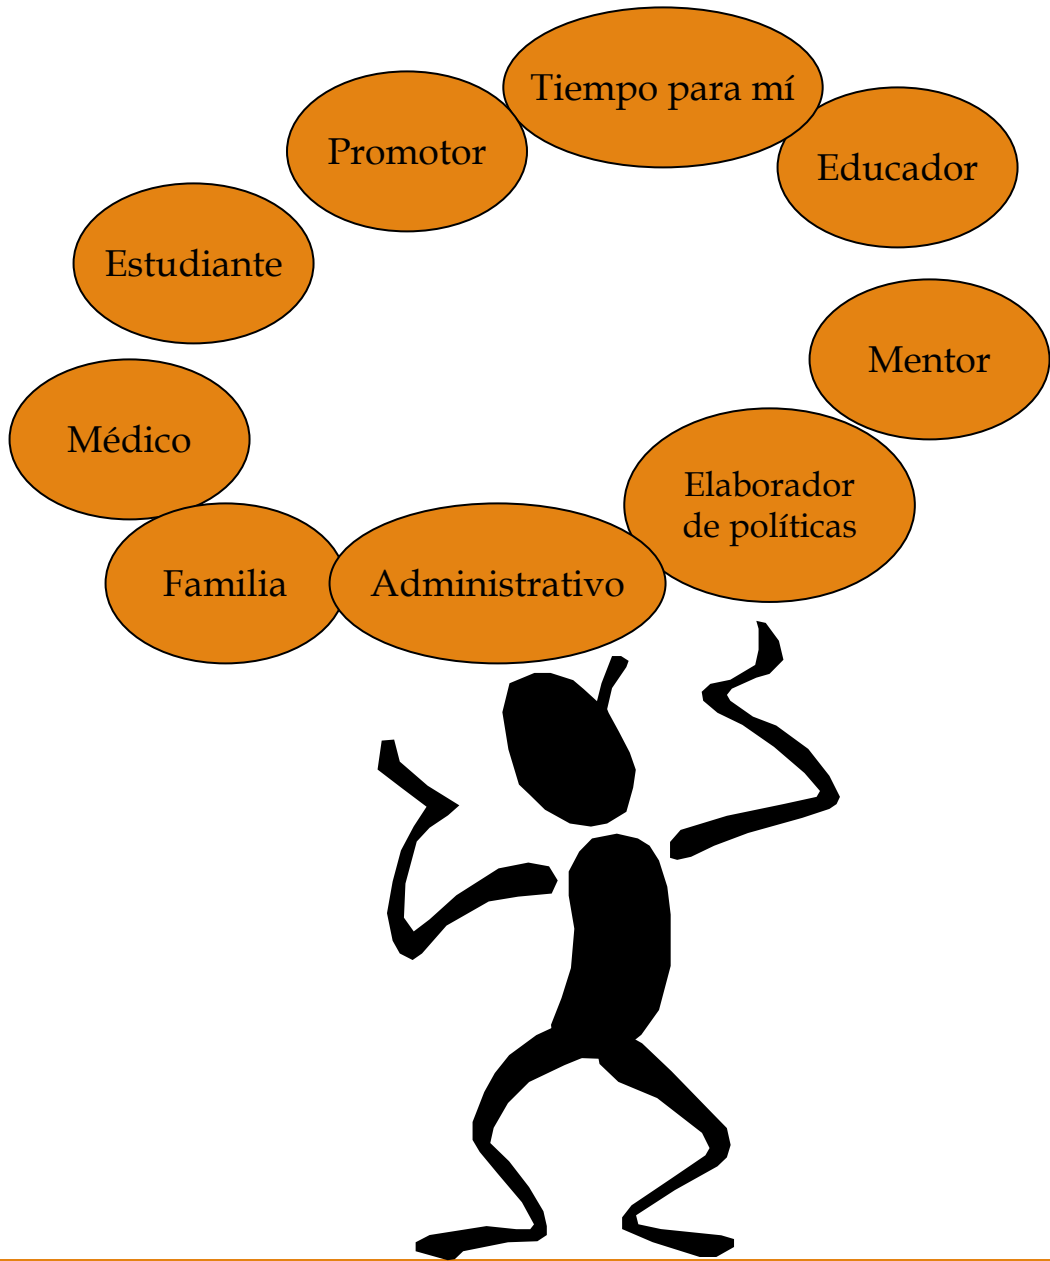 Tiempo para mí
Promotor
Educador
Estudiante
Mentor
Médico
Elaborador
de políticas
Familia
Administrativo